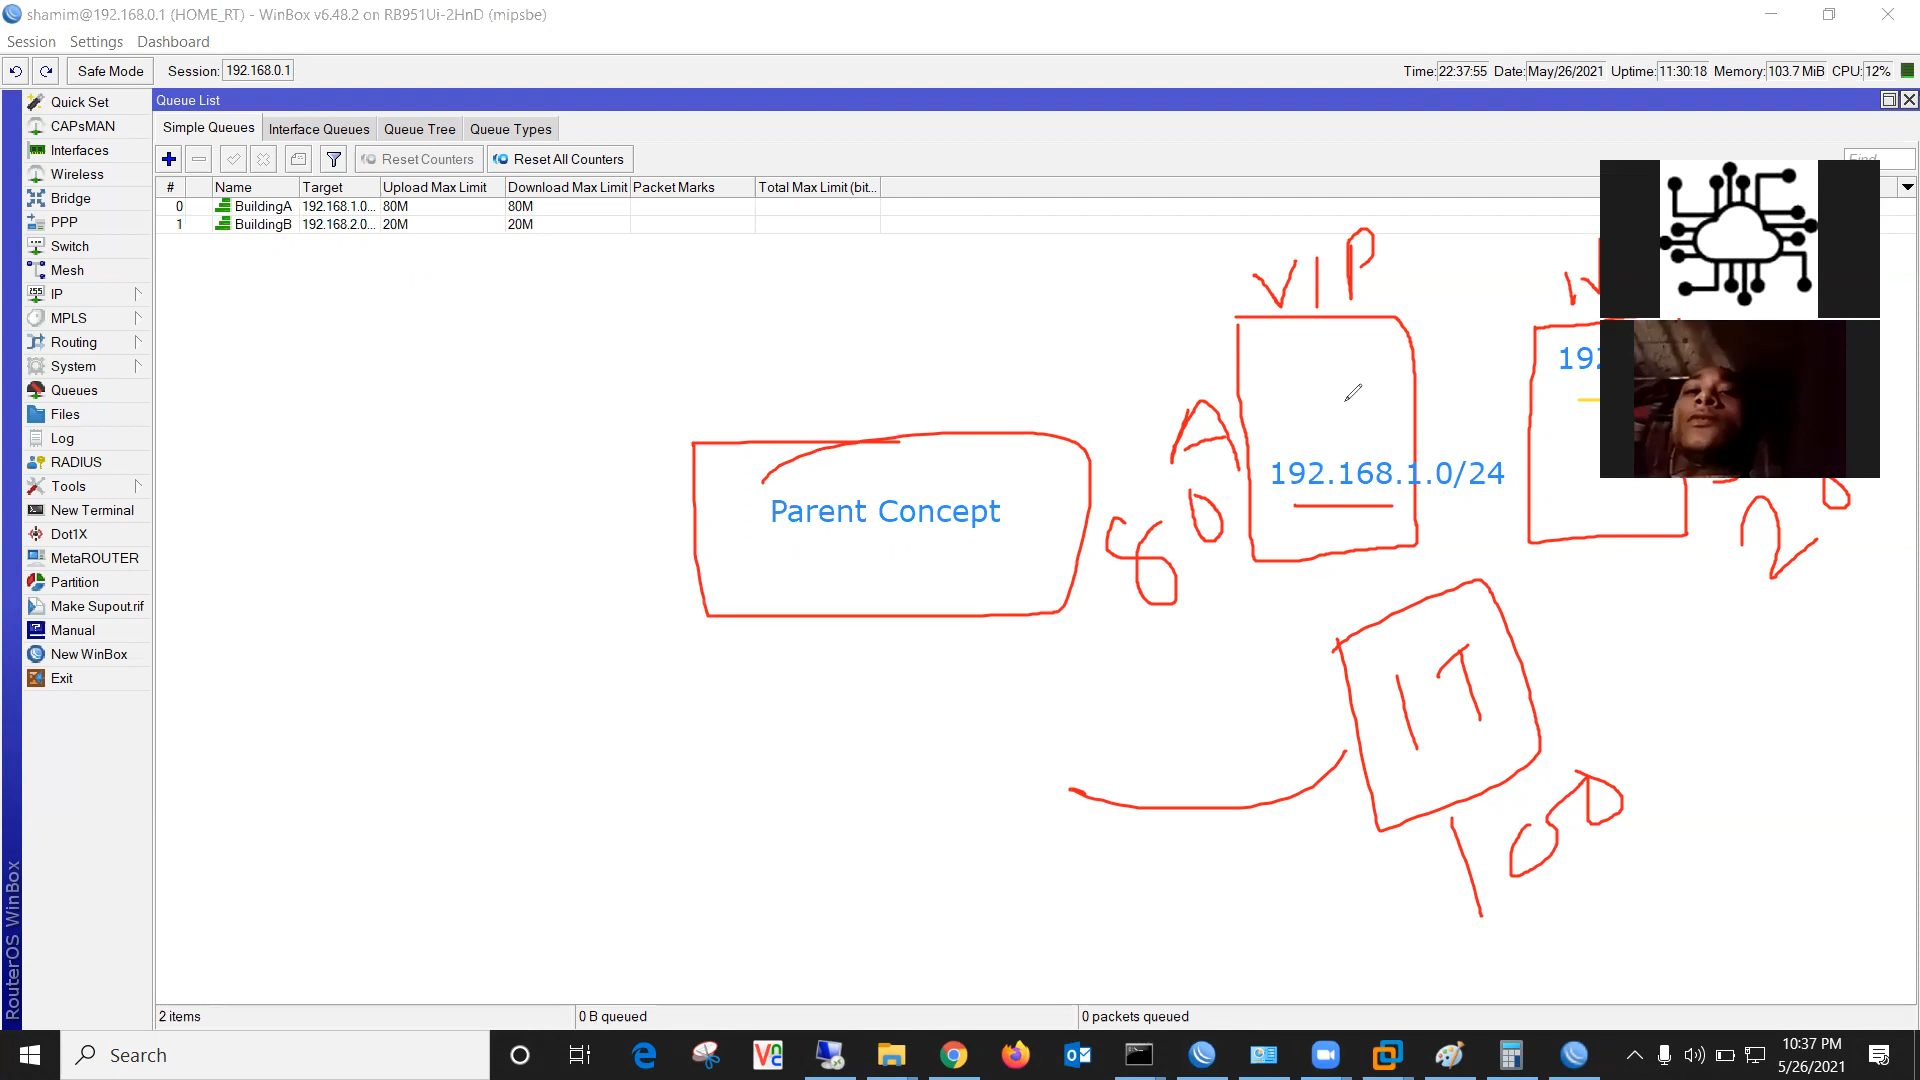 shamim@192.168.0.1 (HOME_RT) - WinBox v6.48.2 on RB951Ui-2HnD (mipsbe)
Session Settings Dashboard
Safe Mode Session: 192.168.0.1 Time: 22:37:55 Date: May/26/2021 Uptime: 11:30:18 Memory: 103.7 MiB CPU: 12%
Quick Set
CAPsMAN
Interfaces
Wireless
Bridge
PPP
Switch
Mesh
IP
MPLS
Routing
System
Queues
Files
Log
RADIUS
Tools
New Terminal
Dot1X
MetaROUTER
Partition
Make Supout.rif
Manual
New WinBox
Exit
RouterOS WinBox
Queue List
Simple Queues Interface Queues Queue Tree Queue Types
Reset Counters Reset All Counters Find
# Name Target Upload Max Limit Download Max Limit Packet Marks Total Max Limit (bit...
0 BuildingA 192.168.1.0... 80M 80M
1 BuildingB 192.168.2.0... 20M 20M
VIP
A
80
192.168.1.0/24
Parent Concept
20
IT
100
2 items 0 B queued 0 packets queued
Search
10:37 PM
5/26/2021